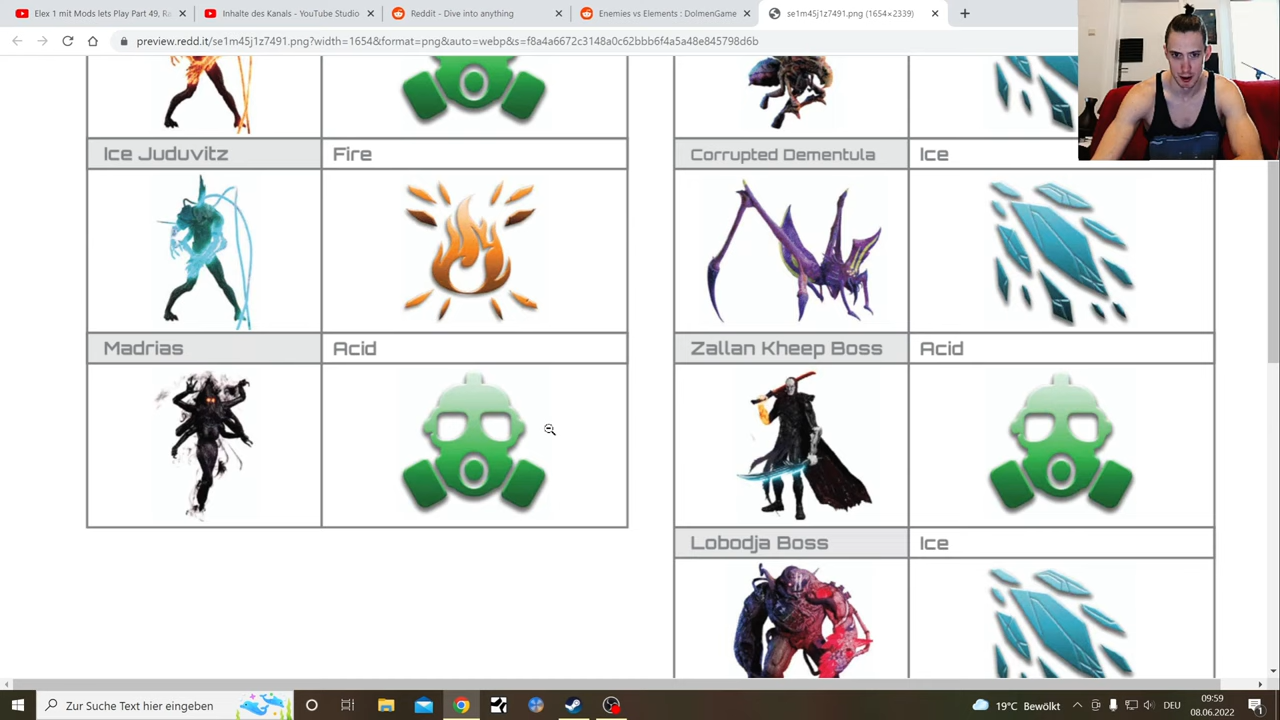 Elex 1 mit Mods lets Play Part 49, Ra
Inhalte des Kanals - YouTube Studio
Reddit - Dive into anything
Enemies vs Elements : DolmenGame
se1m45j1z7491.png (1654×2339)
preview.redd.it/se1m45j1z7491.png?width=1654&format=png&auto=webp&s=f8a4a6672c3148a0c62bbb6f4a5a48e845798d6b
Ice Juduvitz
Fire
Corrupted Dementula
Ice
Madrias
Acid
Zallan Kheep Boss
Acid
Lobodja Boss
Ice
Zur Suche Text hier eingeben
19°C Bewölkt
DEU
09:59
08.06.2022
1